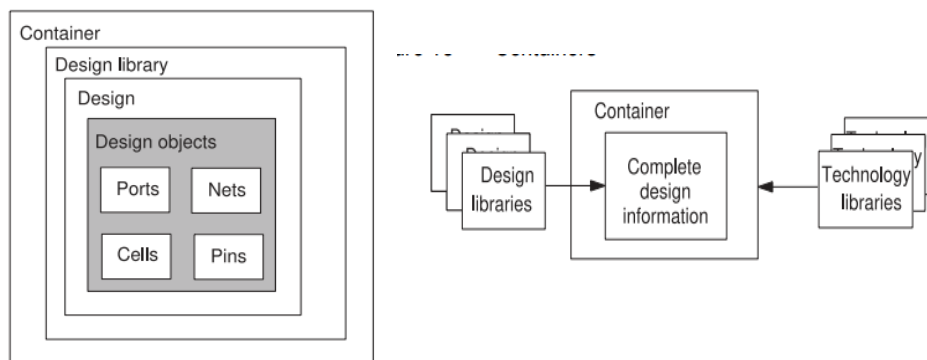 Container
Design library
Design
Design objects
Ports
Nets
Cells
Pins
Container
Design
libraries
Complete
design
information
Technology
libraries